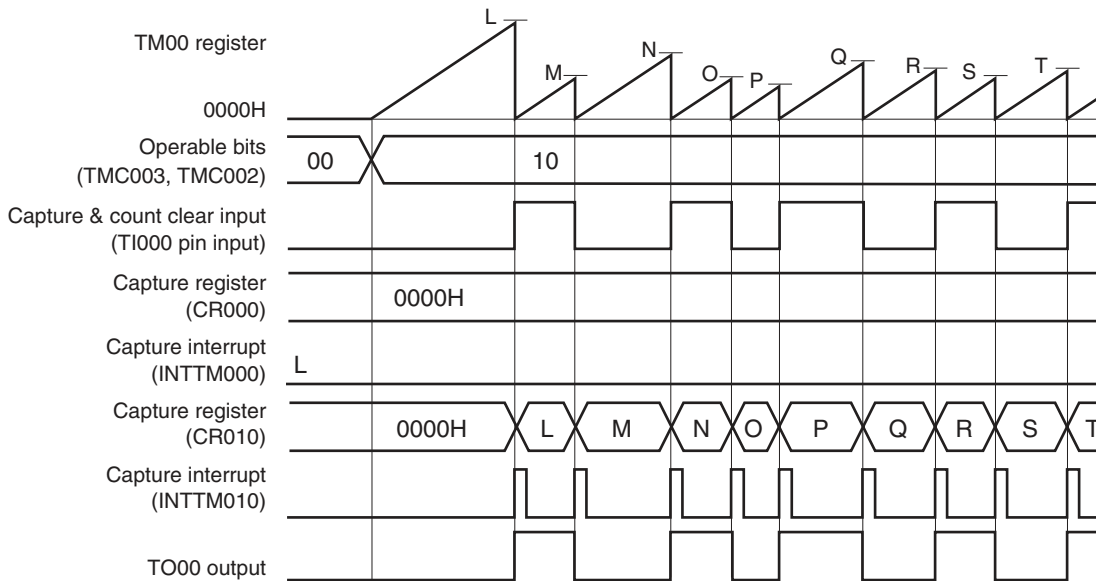 TM00 register
L
M
N
O
P
Q
R
S
T
0000H
Operable bits
(TMC003, TMC002)
00
10
Capture & count clear input
(TI000 pin input)
Capture register
(CR000)
0000H
Capture interrupt
(INTTM000)
L
Capture register
(CR010)
0000H
L
M
N
O
P
Q
R
S
T
Capture interrupt
(INTTM010)
TO00 output